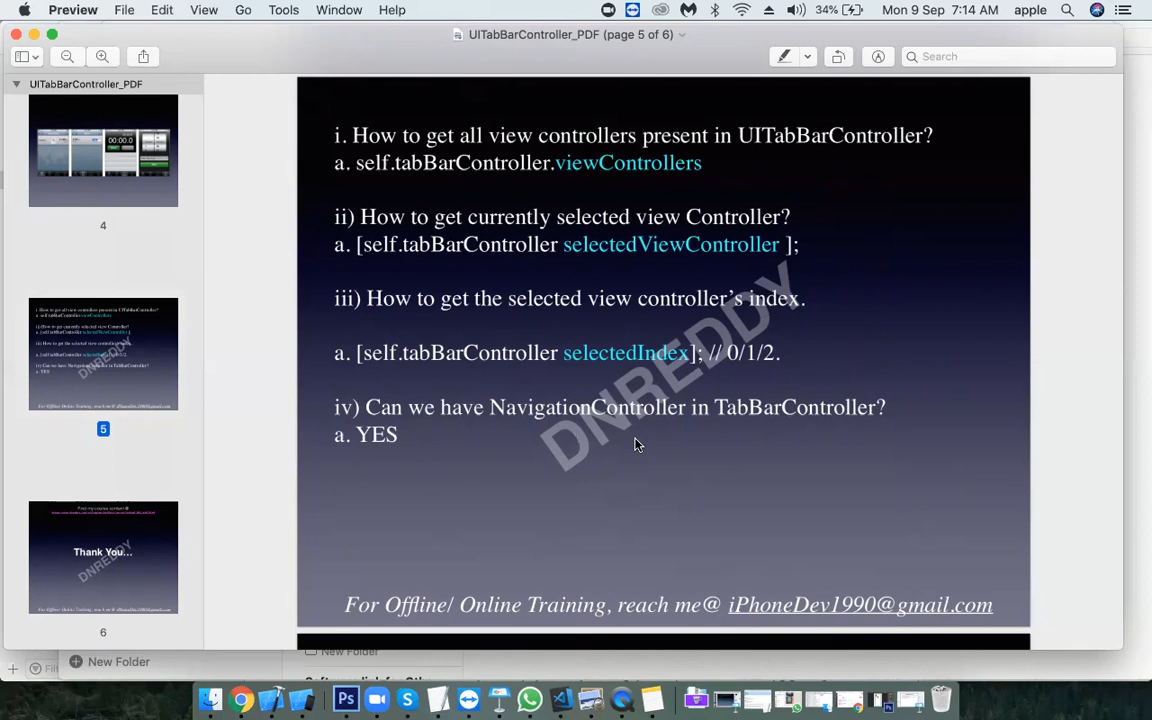 Preview File Edit View Go Tools Window Help 34% Mon 9 Sep 7:14 AM apple
UITabBarController_PDF (page 5 of 6)
Search
UITabBarController_PDF
4
5
Thank You...
6
i. How to get all view controllers present in UITabBarController?
a. self.tabBarController.viewControllers
ii) How to get currently selected view Controller?
a. [self.tabBarController selectedViewController ];
iii) How to get the selected view controller's index.
a. [self.tabBarController selectedIndex]; // 0/1/2.
iv) Can we have NavigationController in TabBarController?
a. YES
DNREDDY
For Offline/ Online Training, reach me@ iPhoneDev1990@gmail.com
New Folder
New Folder